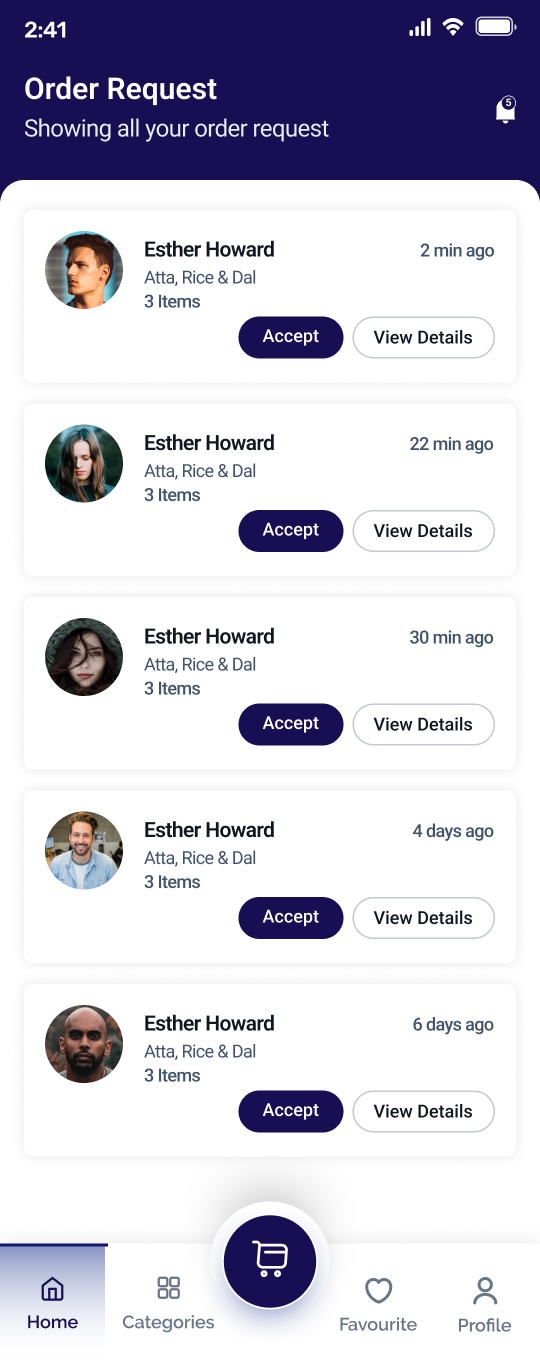 2:41
Order Request
5
Showing all your order request
Esther Howard
2 min ago
Atta, Rice & Dal
3 Items
Accept
View Details
Esther Howard
22 min ago
Atta, Rice & Dal
3 Items
Accept
View Details
Esther Howard
30 min ago
Atta, Rice & Dal
3 Items
Accept
View Details
Esther Howard
4 days ago
Atta, Rice & Dal
3 Items
Accept
View Details
Esther Howard
6 days ago
Atta, Rice & Dal
3 Items
Accept
View Details
Home
Categories
Favourite
Profile